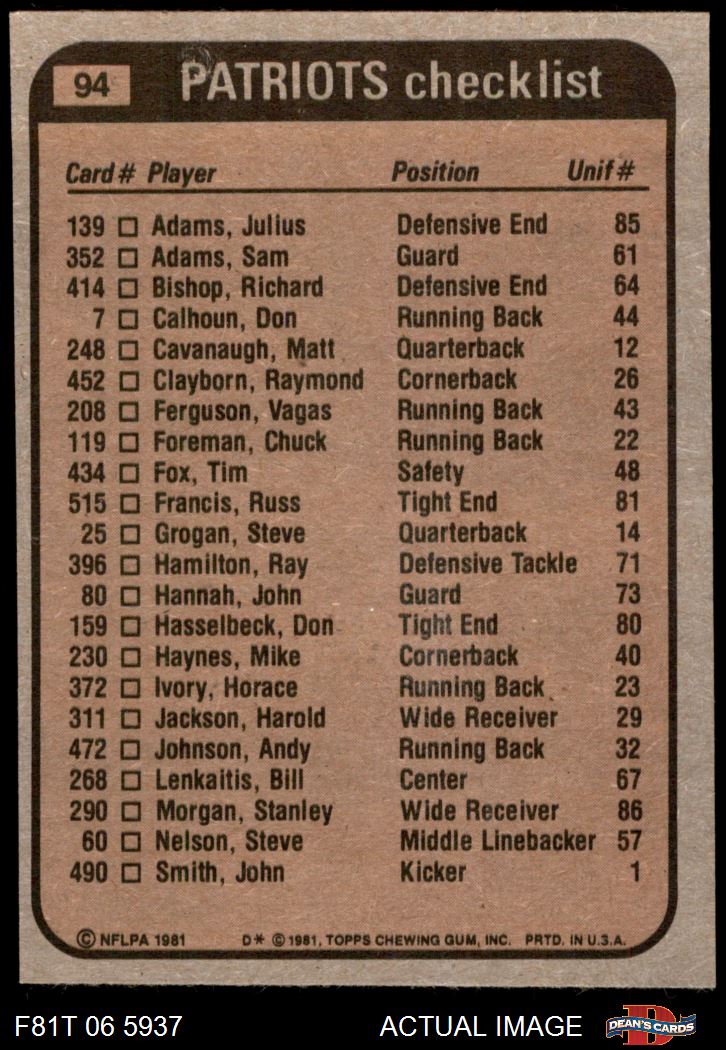 94 PATRIOTS checklist
Card # Player Position Unif #
139 □ Adams, Julius Defensive End 85
352 □ Adams, Sam Guard 61
414 □ Bishop, Richard Defensive End 64
7 □ Calhoun, Don Running Back 44
248 □ Cavanaugh, Matt Quarterback 12
452 □ Clayborn, Raymond Cornerback 26
208 □ Ferguson, Vagas Running Back 43
119 □ Foreman, Chuck Running Back 22
434 □ Fox, Tim Safety 48
515 □ Francis, Russ Tight End 81
25 □ Grogan, Steve Quarterback 14
396 □ Hamilton, Ray Defensive Tackle 71
80 □ Hannah, John Guard 73
159 □ Hasselbeck, Don Tight End 80
230 □ Haynes, Mike Cornerback 40
372 □ Ivory, Horace Running Back 23
311 □ Jackson, Harold Wide Receiver 29
472 □ Johnson, Andy Running Back 32
268 □ Lenkaitis, Bill Center 67
290 □ Morgan, Stanley Wide Receiver 86
60 □ Nelson, Steve Middle Linebacker 57
490 □ Smith, John Kicker 1
© NFLPA 1981 D* © 1981, TOPPS CHEWING GUM, INC. PRTD. IN U.S.A.
F81T 06 5937 ACTUAL IMAGE D DEAN'S CARDS